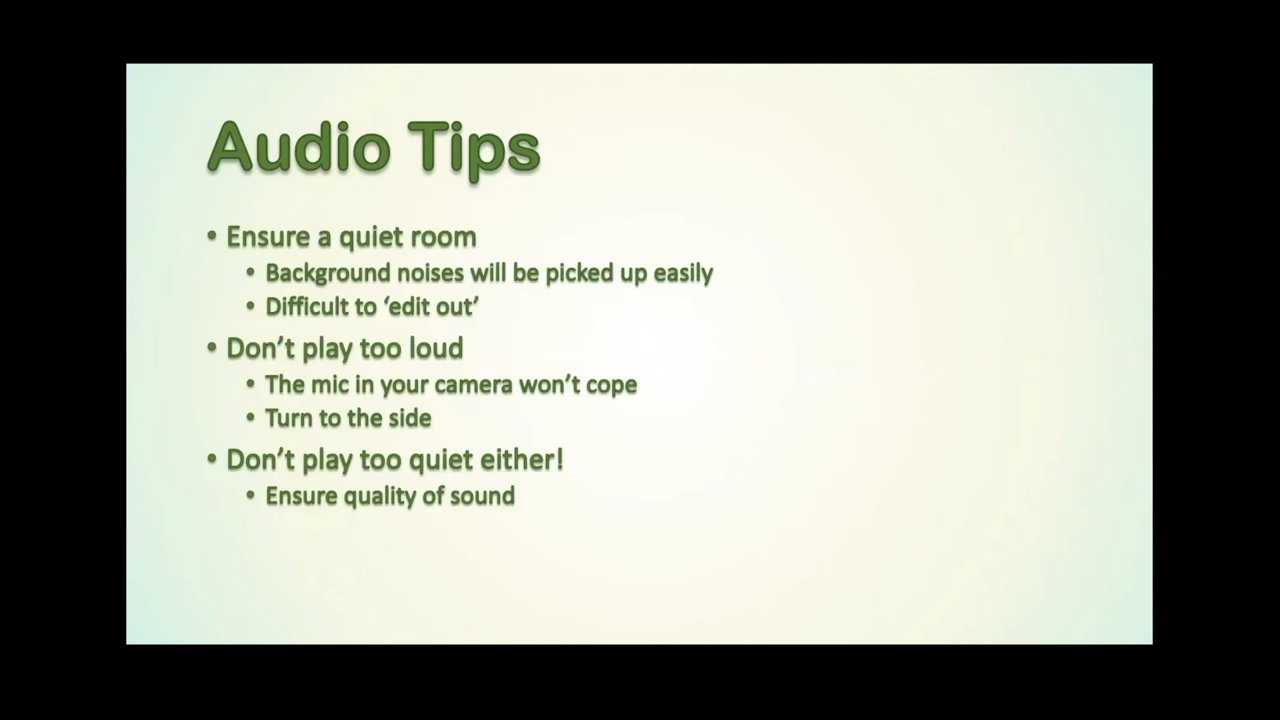 Audio Tips
• Ensure a quiet room
• Background noises will be picked up easily
• Difficult to ‘edit out’
• Don’t play too loud
• The mic in your camera won’t cope
• Turn to the side
• Don’t play too quiet either!
• Ensure quality of sound